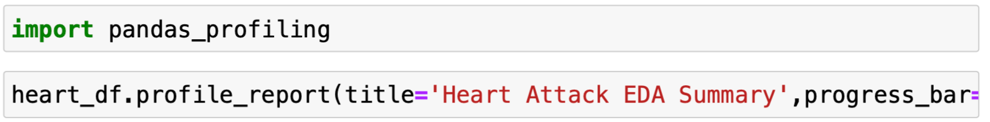 import pandas_profiling
heart_df.profile_report(title='Heart Attack EDA Summary',progress_bar=